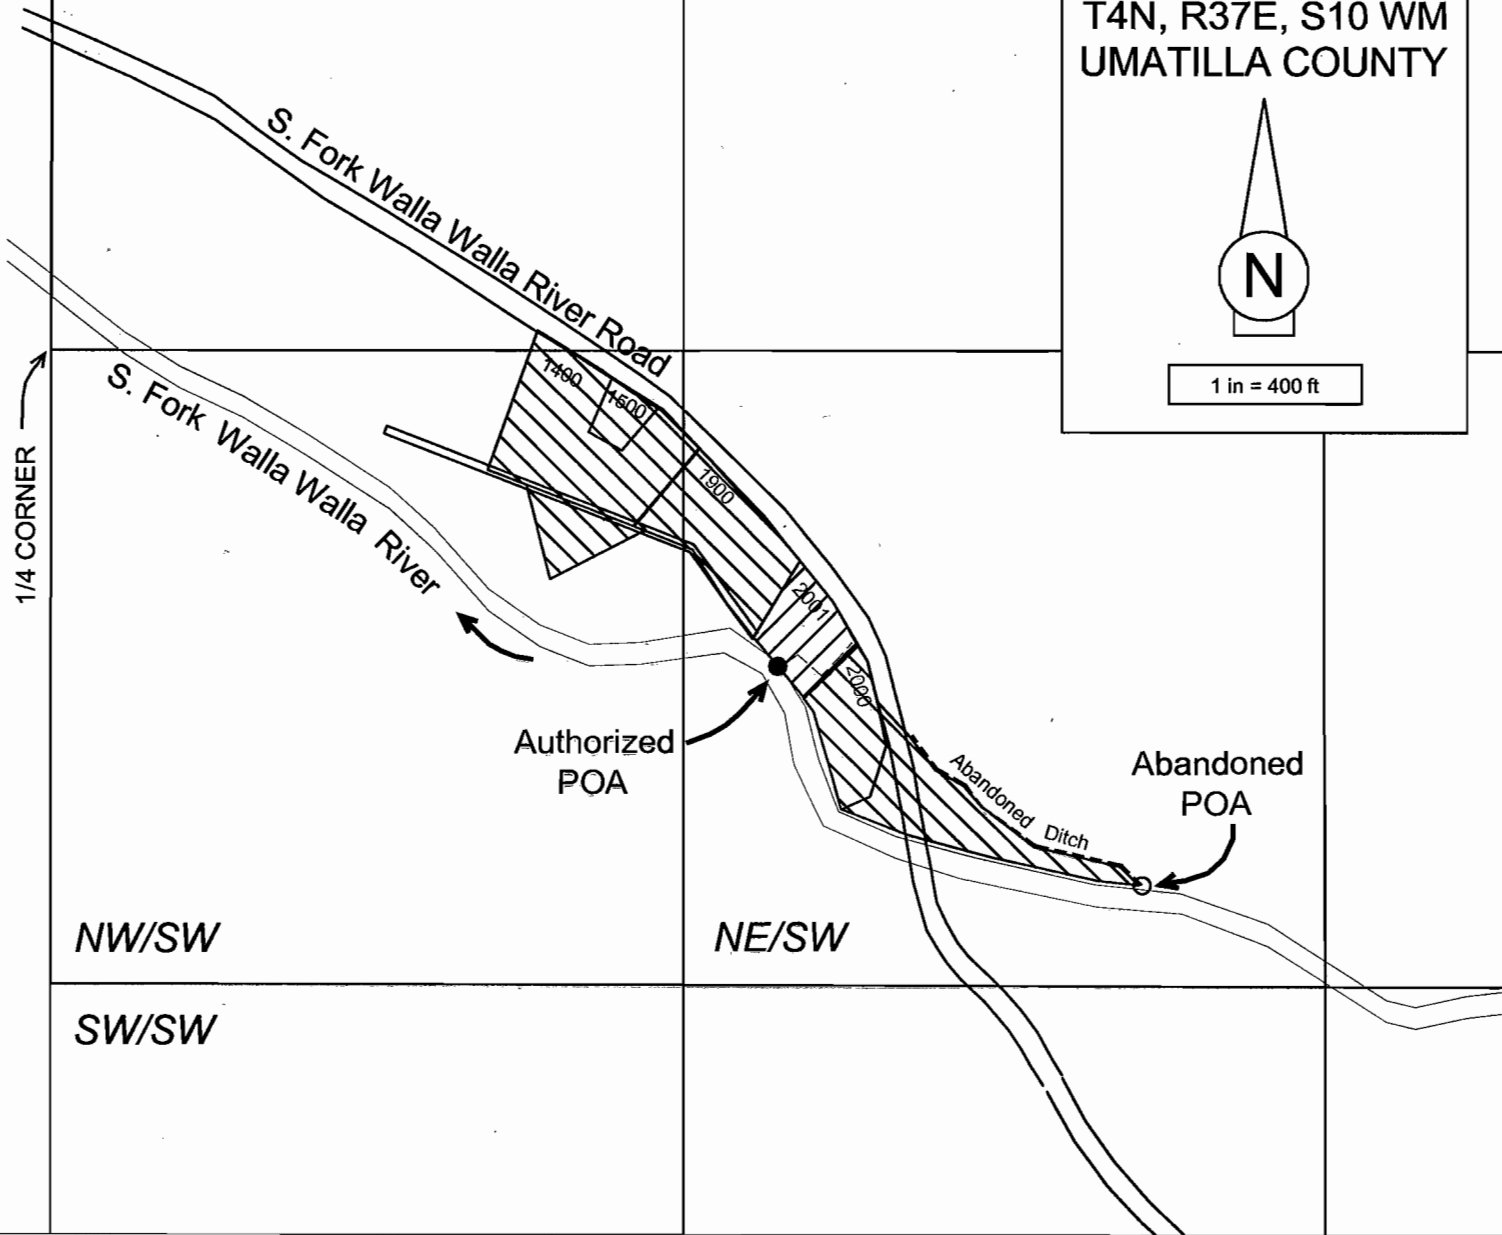 T4N, R37E, S10 WM
UMATILLA COUNTY
N
1 in = 400 ft
S. Fork Walla Walla River Road
1400
1500
S. Fork Walla Walla River
1/4 CORNER
1900
2001
2000
Authorized
POA
Abandoned Ditch
Abandoned
POA
NW/SW
NE/SW
SW/SW